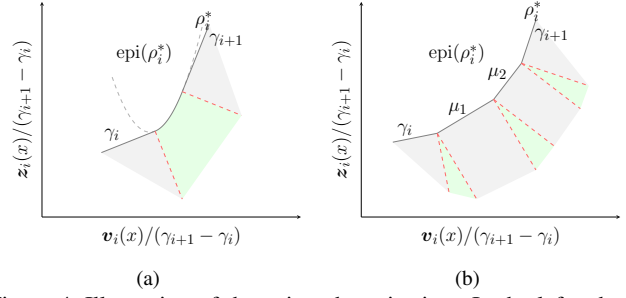 ρ*_i
γ_{i+1}
epi(ρ*_i)
γ_i
z_i(x)/(γ_{i+1} − γ_i)
v_i(x)/(γ_{i+1} − γ_i)
(a)
ρ*_i
γ_{i+1}
epi(ρ*_i)
μ_2
μ_1
γ_i
z_i(x)/(γ_{i+1} − γ_i)
v_i(x)/(γ_{i+1} − γ_i)
(b)